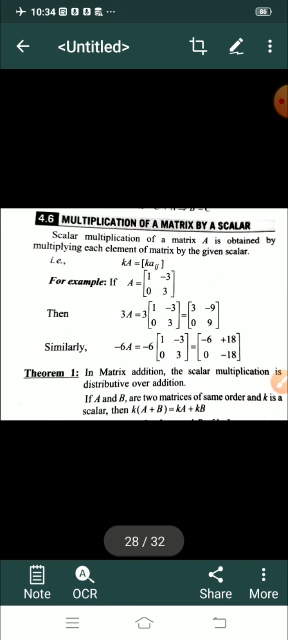 10:34
86
<Untitled>
4.6 MULTIPLICATION OF A MATRIX BY A SCALAR
Scalar multiplication of a matrix A is obtained by
multiplying each element of matrix by the given scalar.
i.e., kA = [ka_ij]
For example: If A = [1 -3
0 3]
Then 3A = 3 [1 -3 = [3 -9
0 3] 0 9]
Similarly, -6A = -6 [1 -3 = [-6 +18
0 3] 0 -18]
Theorem 1: In Matrix addition, the scalar multiplication is
distributive over addition.
If A and B, are two matrices of same order and k is a
scalar, then k(A + B) = kA + kB
28 / 32
Note OCR Share More